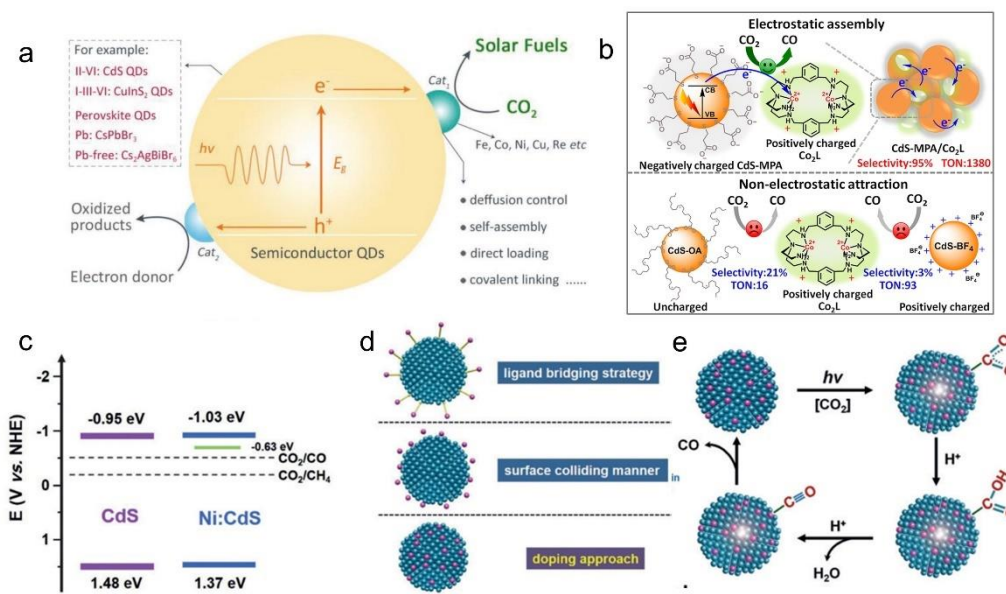 a
For example:
II-VI: CdS QDs
I-III-VI: CuInS₂ QDs
Perovskite QDs
Pb: CsPbBr₃
Pb-free: Cs₂AgBiBr₆
hν
e⁻
E_g
h⁺
Semiconductor QDs
Cat₁
Cat₂
Solar Fuels
CO₂
Fe, Co, Ni, Cu, Re etc
• deffusion control
• self-assembly
• direct loading
• covalent linking ......
Oxidized
products
Electron donor
b
Electrostatic assembly
CO₂ CO
e⁻
CB
VB
Negatively charged CdS-MPA
Positively charged
Co₂L
e⁻
e⁻
e⁻
CdS-MPA/Co₂L
Selectivity:95% TON:1380
Non-electrostatic attraction
CO₂ CO
CO CO₂
CdS-OA
Selectivity:21%
TON:16
Uncharged
Positively charged
Co₂L
Selectivity:3%
TON:93
CdS-BF₄
BF₄⊖
BF₄⊖
BF₄⊖
Positively charged
c
E (V vs. NHE)
-2
-1
0
1
-0.95 eV
-1.03 eV
-0.63 eV
CO₂/CO
CO₂/CH₄
CdS
Ni:CdS
1.48 eV
1.37 eV
d
ligand bridging strategy
surface colliding manner
in
doping approach
e
hν
[CO₂]
C
H⁺
C OH
H⁺
H₂O
C≡O
CO